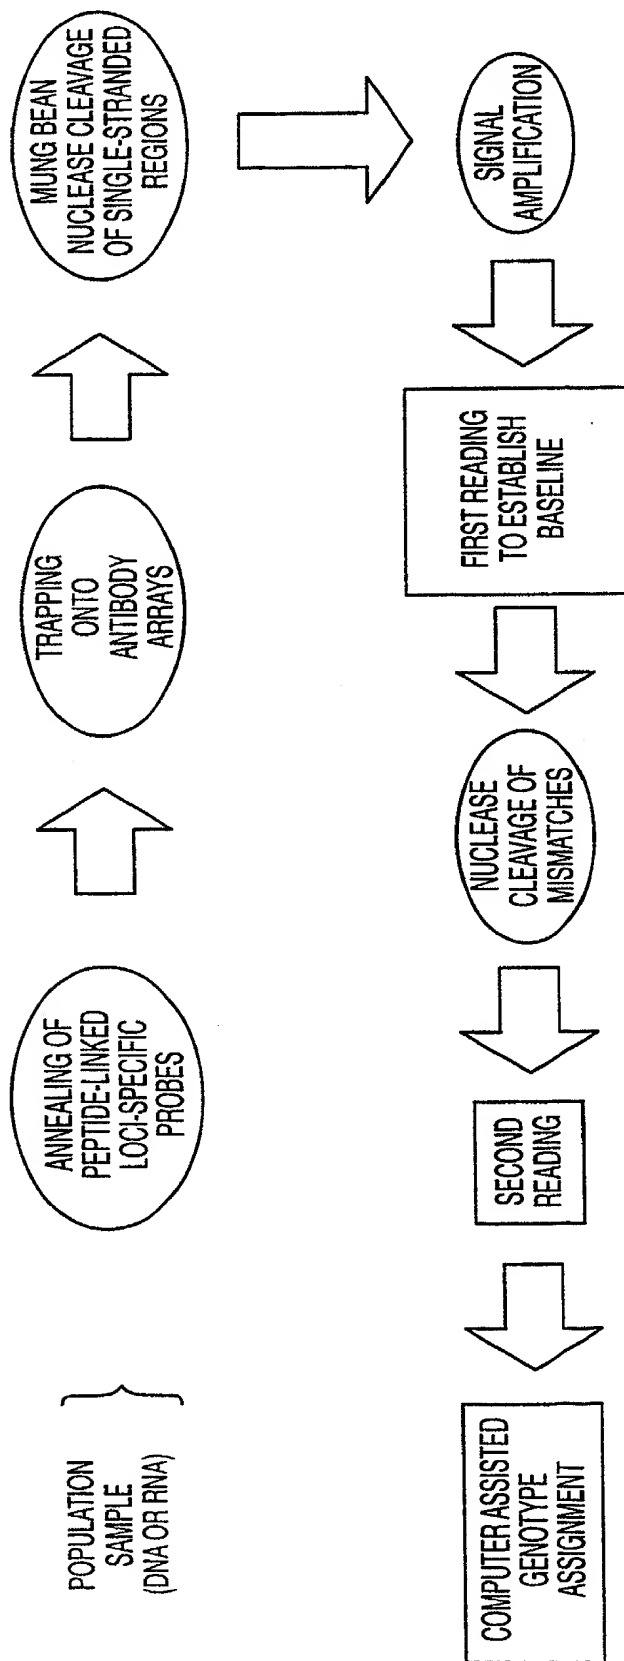 POPULATION
SAMPLE
(DNA OR RNA)
ANNEALING OF
PEPTIDE-LINKED
LOCI-SPECIFIC
PROBES
TRAPPING
ONTO
ANTIBODY
ARRAYS
MUNG BEAN
NUCLEASE CLEAVAGE
OF SINGLE-STRANDED
REGIONS
SIGNAL
AMPLIFICATION
FIRST READING
TO ESTABLISH
BASELINE
NUCLEASE
CLEAVAGE OF
MISMATCHES
SECOND
READING
COMPUTER ASSISTED
GENOTYPE
ASSIGNMENT